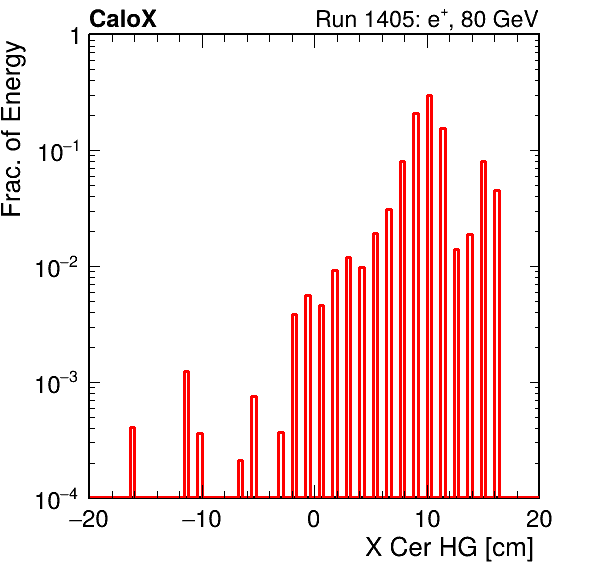 CaloX Run 1405: e⁺, 80 GeV
Frac. of Energy
1
10⁻¹
10⁻²
10⁻³
10⁻⁴
−20 −10 0 10 20
X Cer HG [cm]